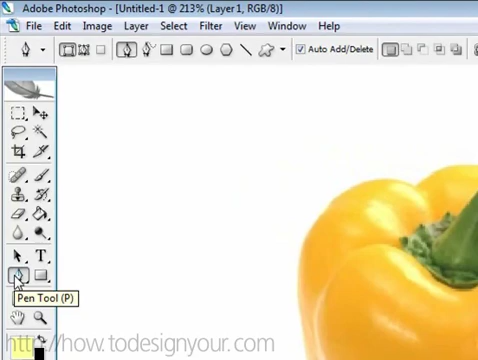 Adobe Photoshop - [Untitled-1 @ 213% (Layer 1, RGB/8)]
File Edit Image Layer Select Filter View Window Help
Auto Add/Delete
T
Pen Tool (P)
http://how.todesignyour.com